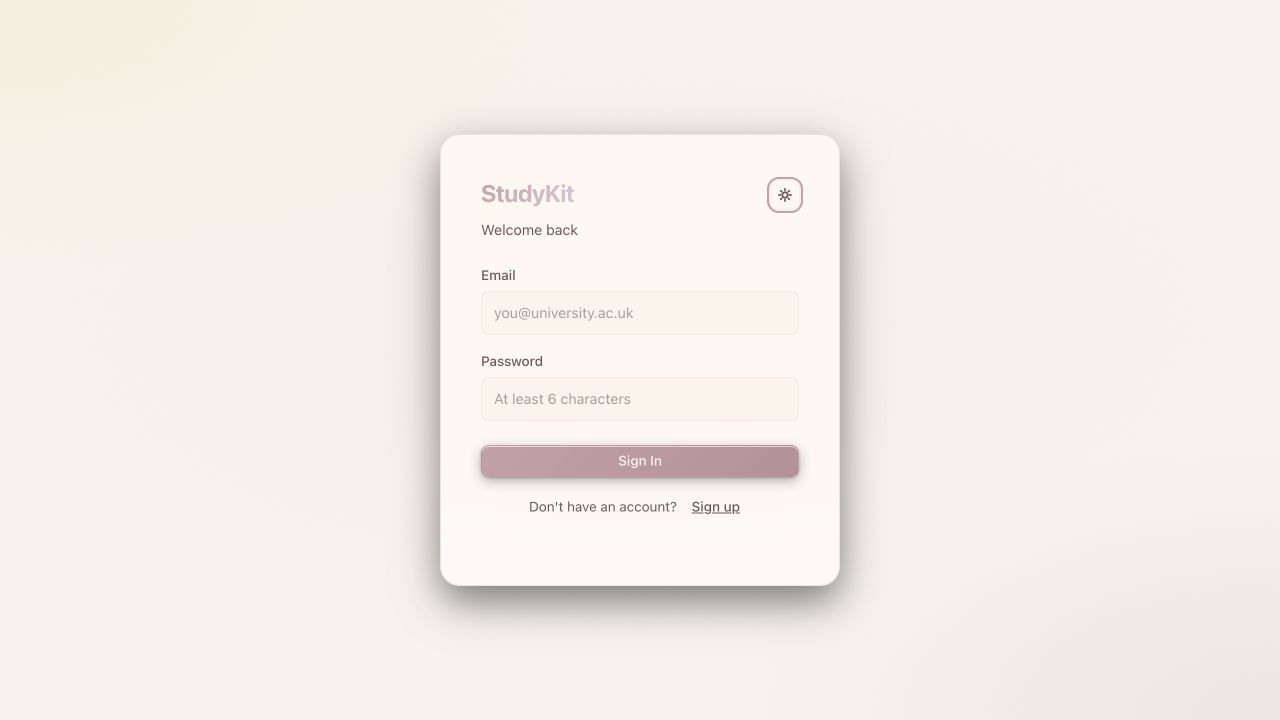 StudyKit
Welcome back
Email
you@university.ac.uk
Password
At least 6 characters
Sign In
Don't have an account? Sign up